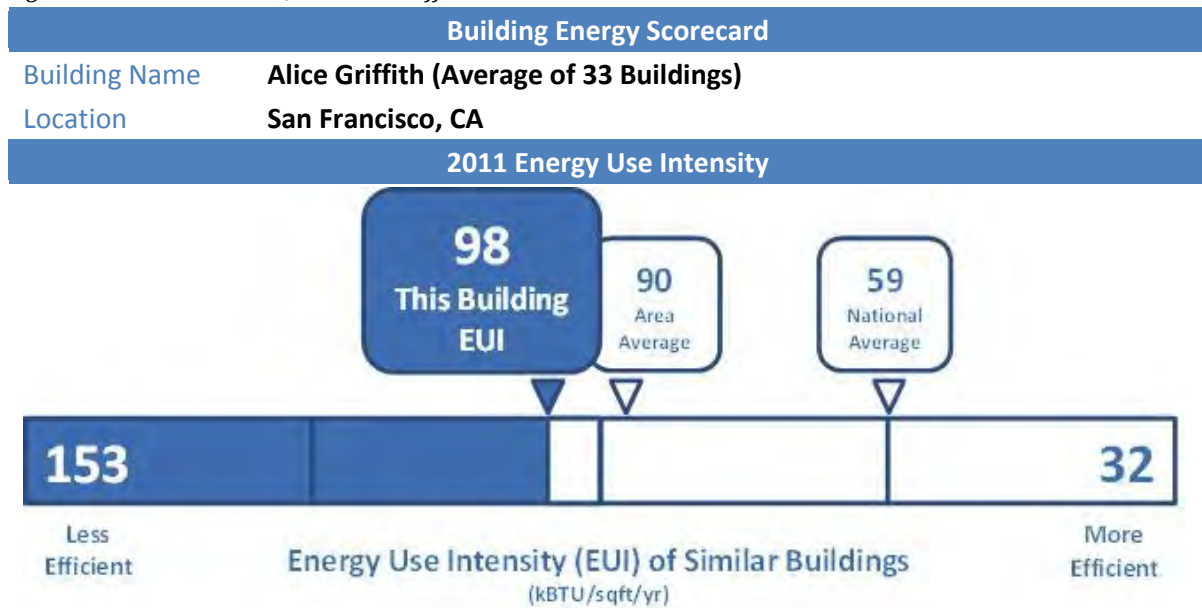 Building Energy Scorecard
Building Name Alice Griffith (Average of 33 Buildings)
Location San Francisco, CA
2011 Energy Use Intensity
98
This Building
EUI
90
Area
Average
59
National
Average
153
32
Less
Efficient
Energy Use Intensity (EUI) of Similar Buildings
(kBTU/sqft/yr)
More
Efficient